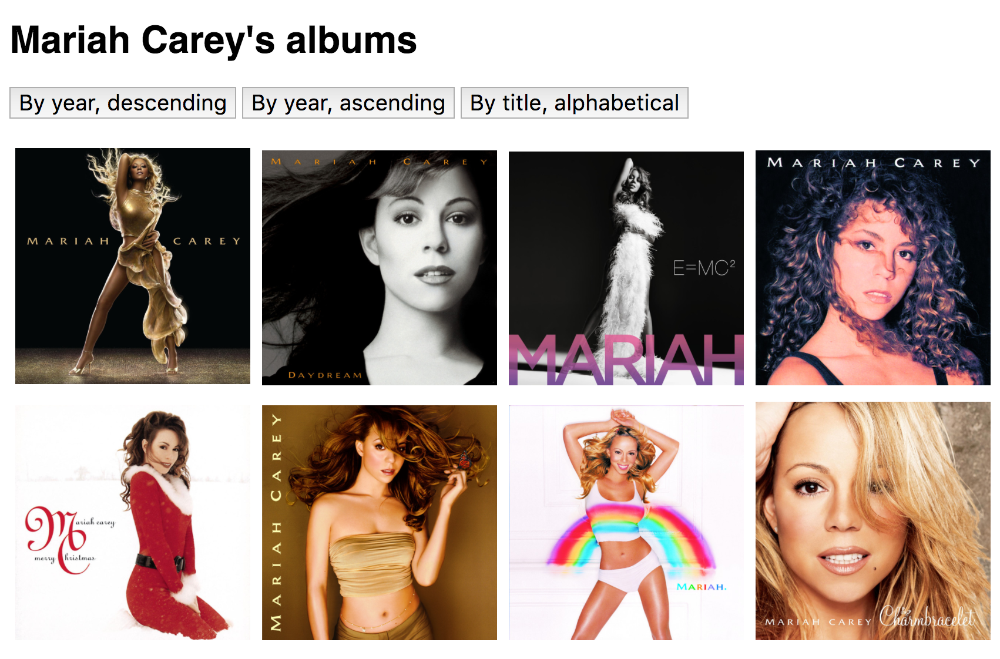 Mariah Carey's albums
By year, descending
By year, ascending
By title, alphabetical
MARIAH CAREY
MARIAH CAREY
DAYDREAM
E=MC²
MARIAH
MARIAH CAREY
Mariah carey
merry Christmas
MARIAH CAREY
MARIAH.
MARIAH CAREY Charmbracelet